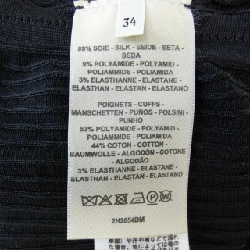 34
88% SOIE - SILK - SEIDE - SETA -
SEDA
9% POLYAMIDE - POLYAMID -
POLIAMMIDE - POLIAMIDA
3% ELASTHANNE - ELASTAN -
ELASTHAN - ELASTAN - ELASTANO
POIGNETS - CUFFS -
MANSCHETTEN - PUÑOS - POLSINI -
PUNHO
53% POLYAMIDE - POLYAMID -
POLIAMMIDE - POLIAMIDA
44% COTON - COTTON -
BAUMWOLLE - ALGODÓN - COTONE -
ALGODÃO
3% ELASTHANNE - ELASTAN -
ELASTHAN - ELASTAN - ELASTANO